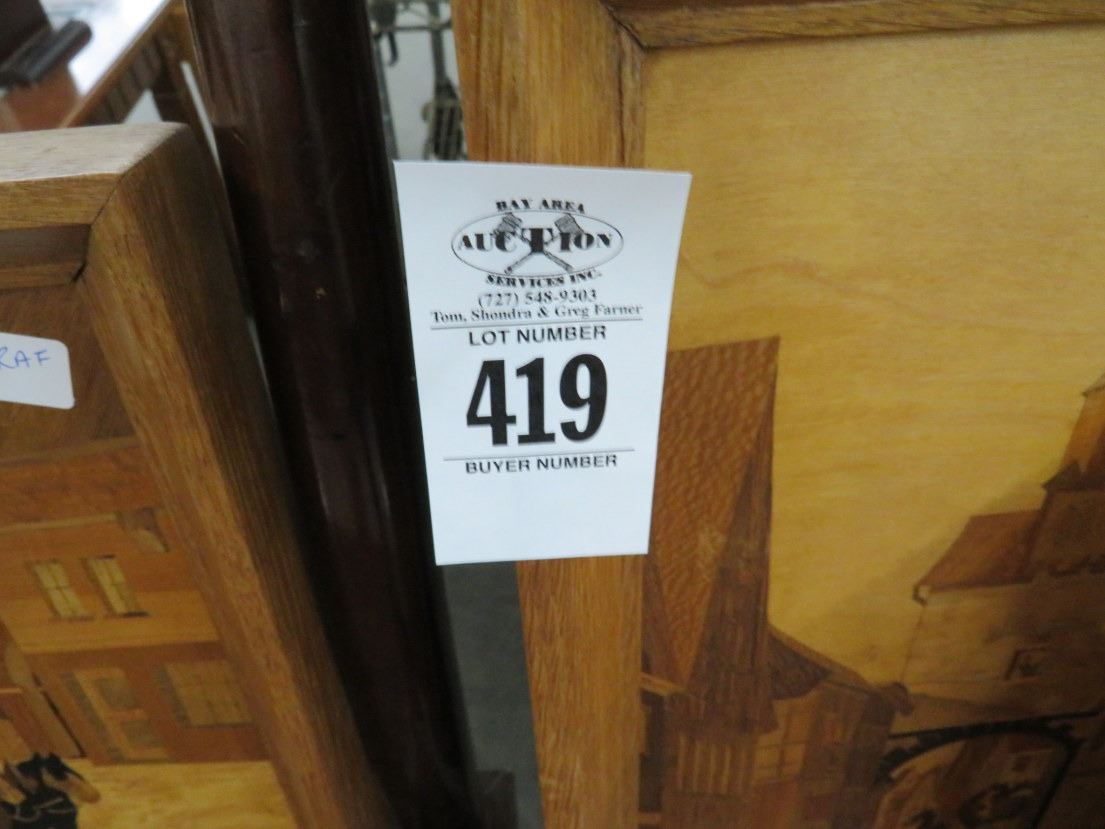 BAY AREA
AUCTION
SERVICES INC.
(727) 548-9303
Tom, Shondra & Greg Farner
LOT NUMBER
419
BUYER NUMBER
RAF